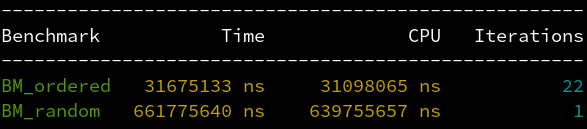 -------------------------------------------------------
Benchmark             Time             CPU   Iterations
-------------------------------------------------------
BM_ordered   31675133 ns     31098065 ns           22
BM_random   661775640 ns    639755657 ns            1